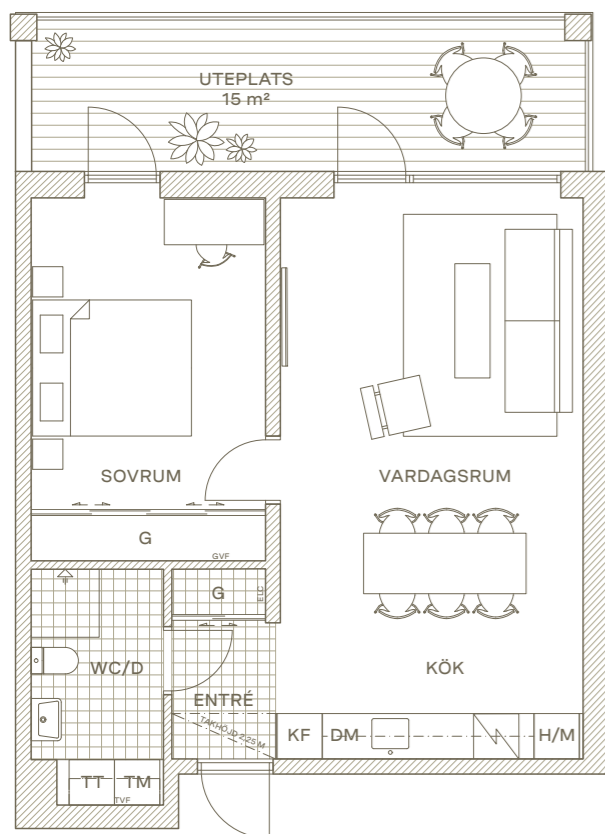 UTEPLATS
15 m²
SOVRUM
VARDAGSRUM
G
GVF
G
ELC
WC/D
ENTRÉ
KÖK
TAKHÖJD 2,25 M
KF
DM
H/M
TT
TM
TVF